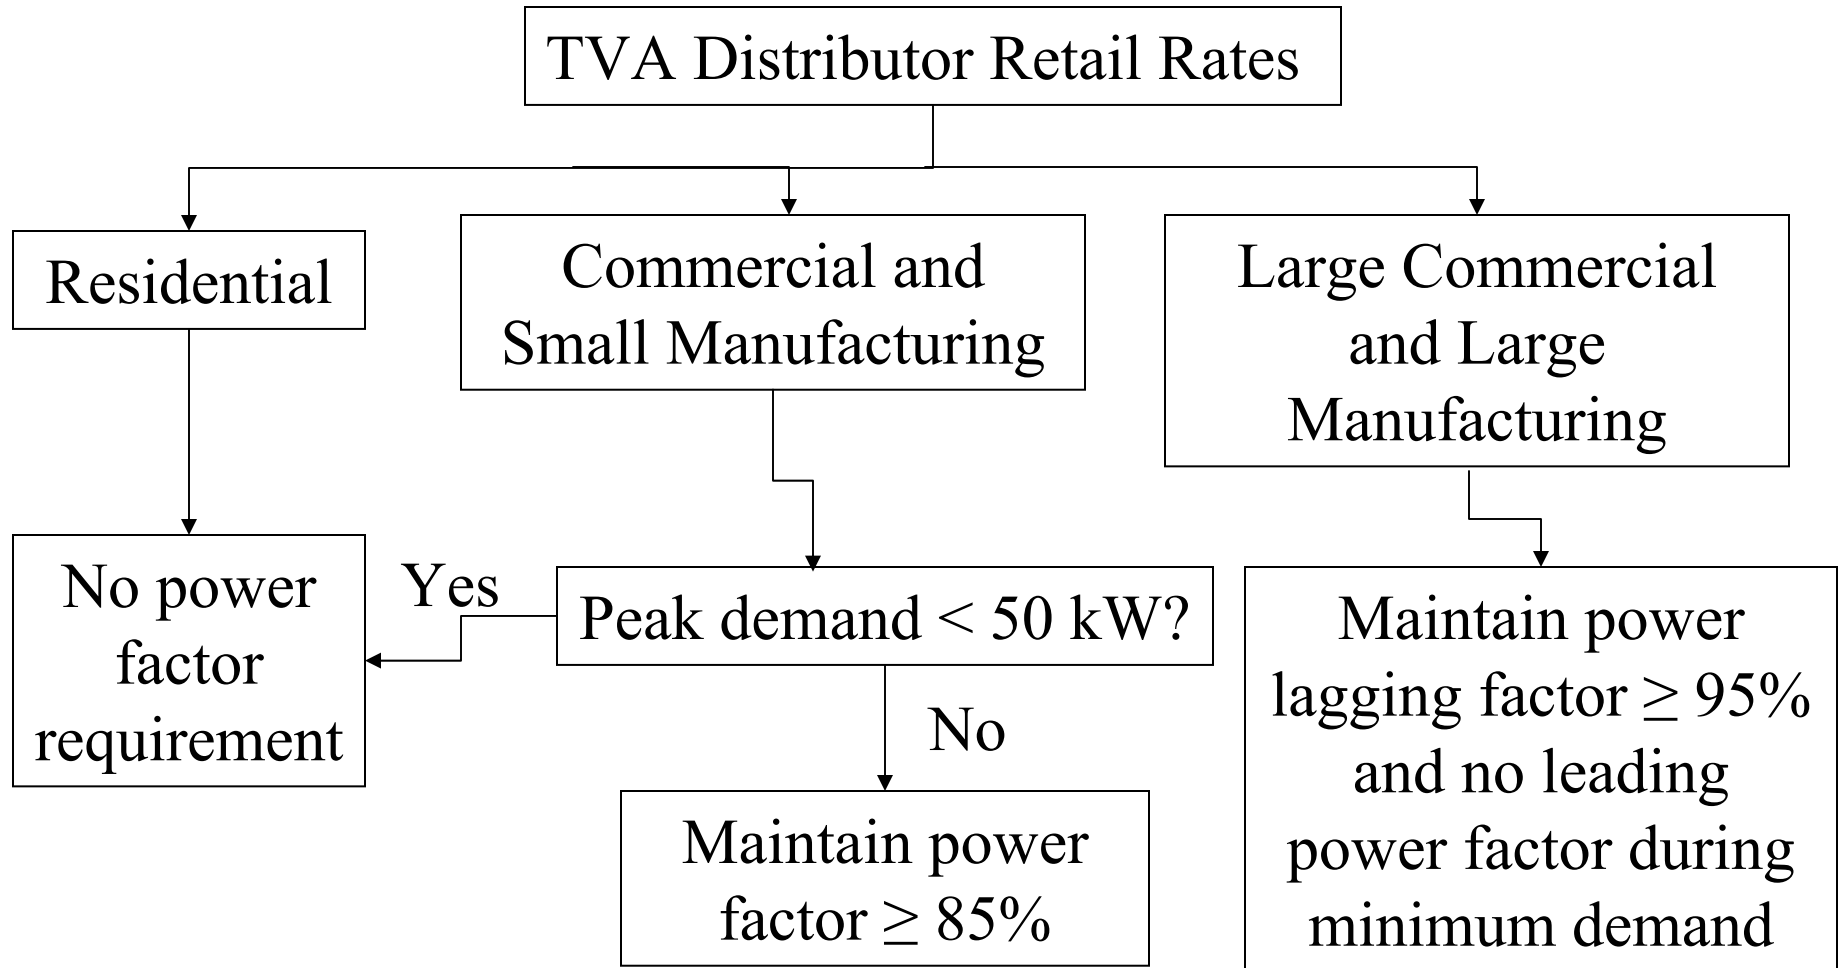 TVA Distributor Retail Rates
Residential
Commercial and
Small Manufacturing
Large Commercial
and Large
Manufacturing
No power
factor
requirement
Yes
Peak demand < 50 kW?
No
Maintain power
factor ≥ 85%
Maintain power
lagging factor ≥ 95%
and no leading
power factor during
minimum demand